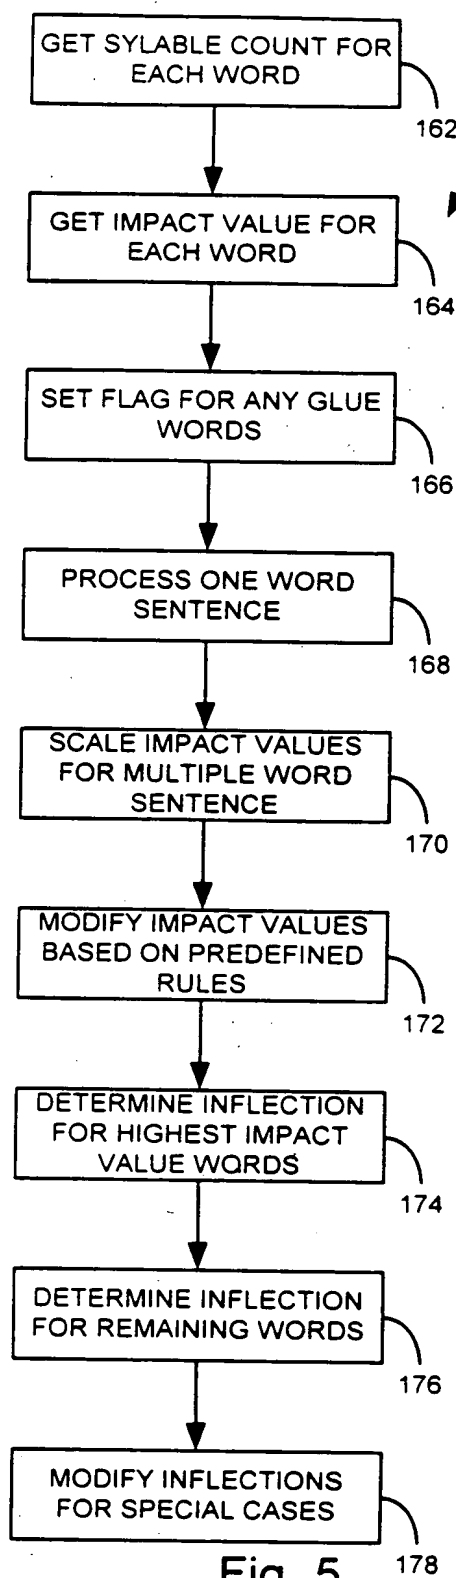 GET SYLABLE COUNT FOR
EACH WORD
162
GET IMPACT VALUE FOR
EACH WORD
164
SET FLAG FOR ANY GLUE
WORDS
166
PROCESS ONE WORD
SENTENCE
168
SCALE IMPACT VALUES
FOR MULTIPLE WORD
SENTENCE
170
MODIFY IMPACT VALUES
BASED ON PREDEFINED
RULES
172
DETERMINE INFLECTION
FOR HIGHEST IMPACT
VALUE WORDS
174
DETERMINE INFLECTION
FOR REMAINING WORDS
176
MODIFY INFLECTIONS
FOR SPECIAL CASES
178
Fig. 5